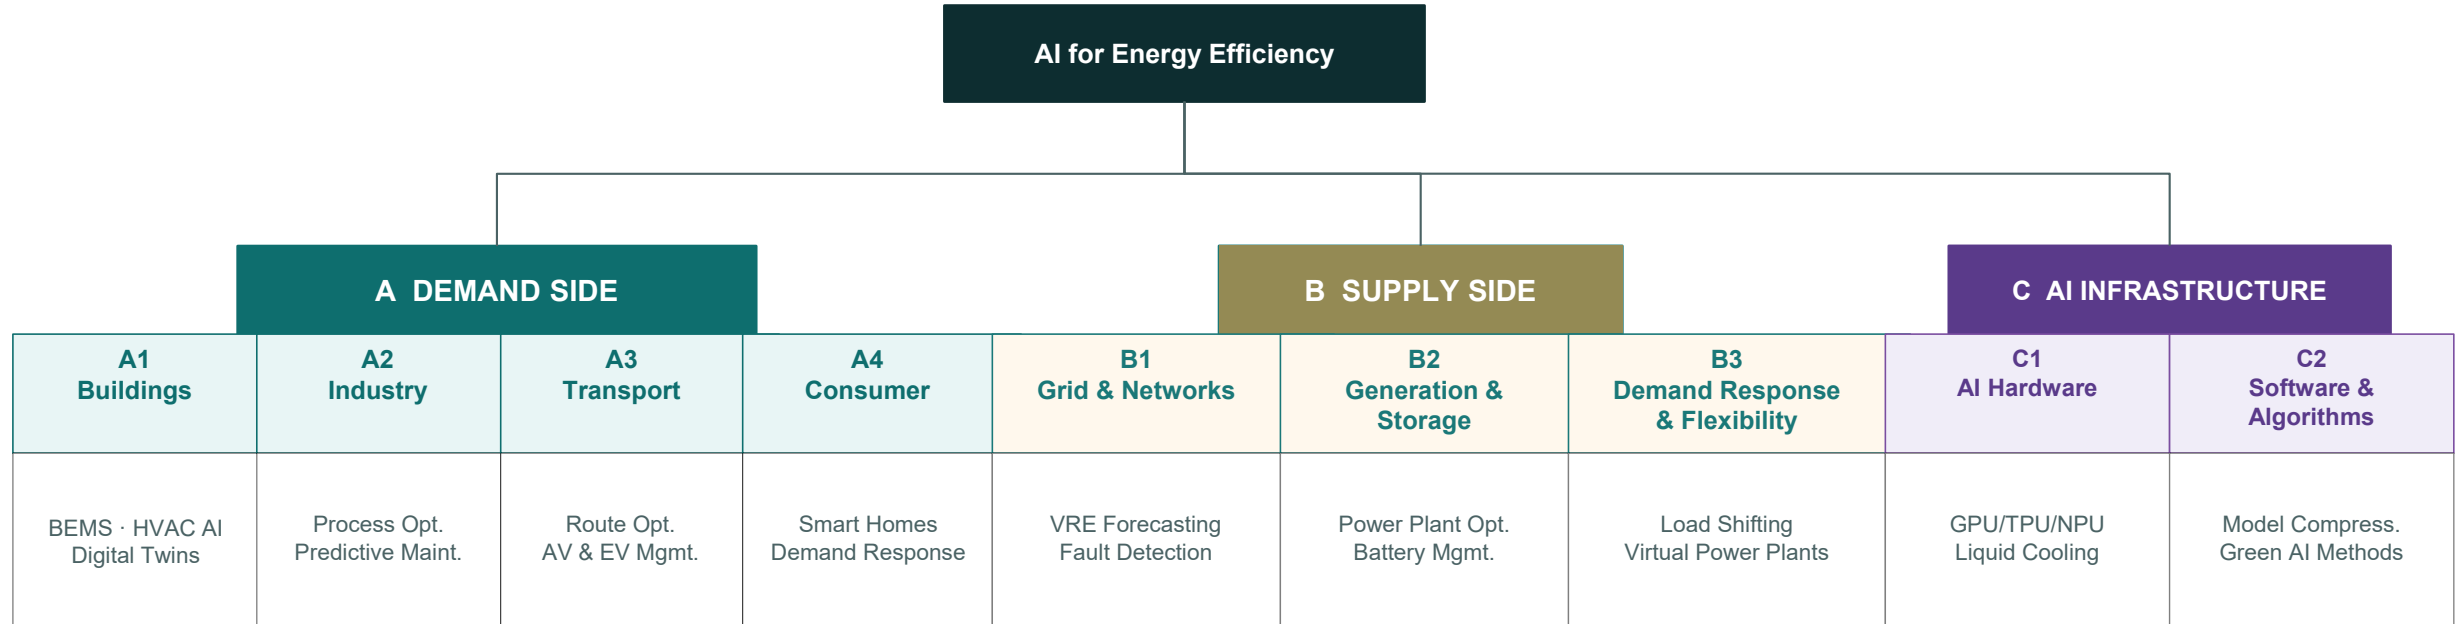 AI for Energy Efficiency
A DEMAND SIDE
B SUPPLY SIDE
C AI INFRASTRUCTURE
A1
Buildings
A2
Industry
A3
Transport
A4
Consumer
B1
Grid & Networks
B2
Generation &
Storage
B3
Demand Response
& Flexibility
C1
AI Hardware
C2
Software &
Algorithms
BEMS · HVAC AI
Digital Twins
Process Opt.
Predictive Maint.
Route Opt.
AV & EV Mgmt.
Smart Homes
Demand Response
VRE Forecasting
Fault Detection
Power Plant Opt.
Battery Mgmt.
Load Shifting
Virtual Power Plants
GPU/TPU/NPU
Liquid Cooling
Model Compress.
Green AI Methods